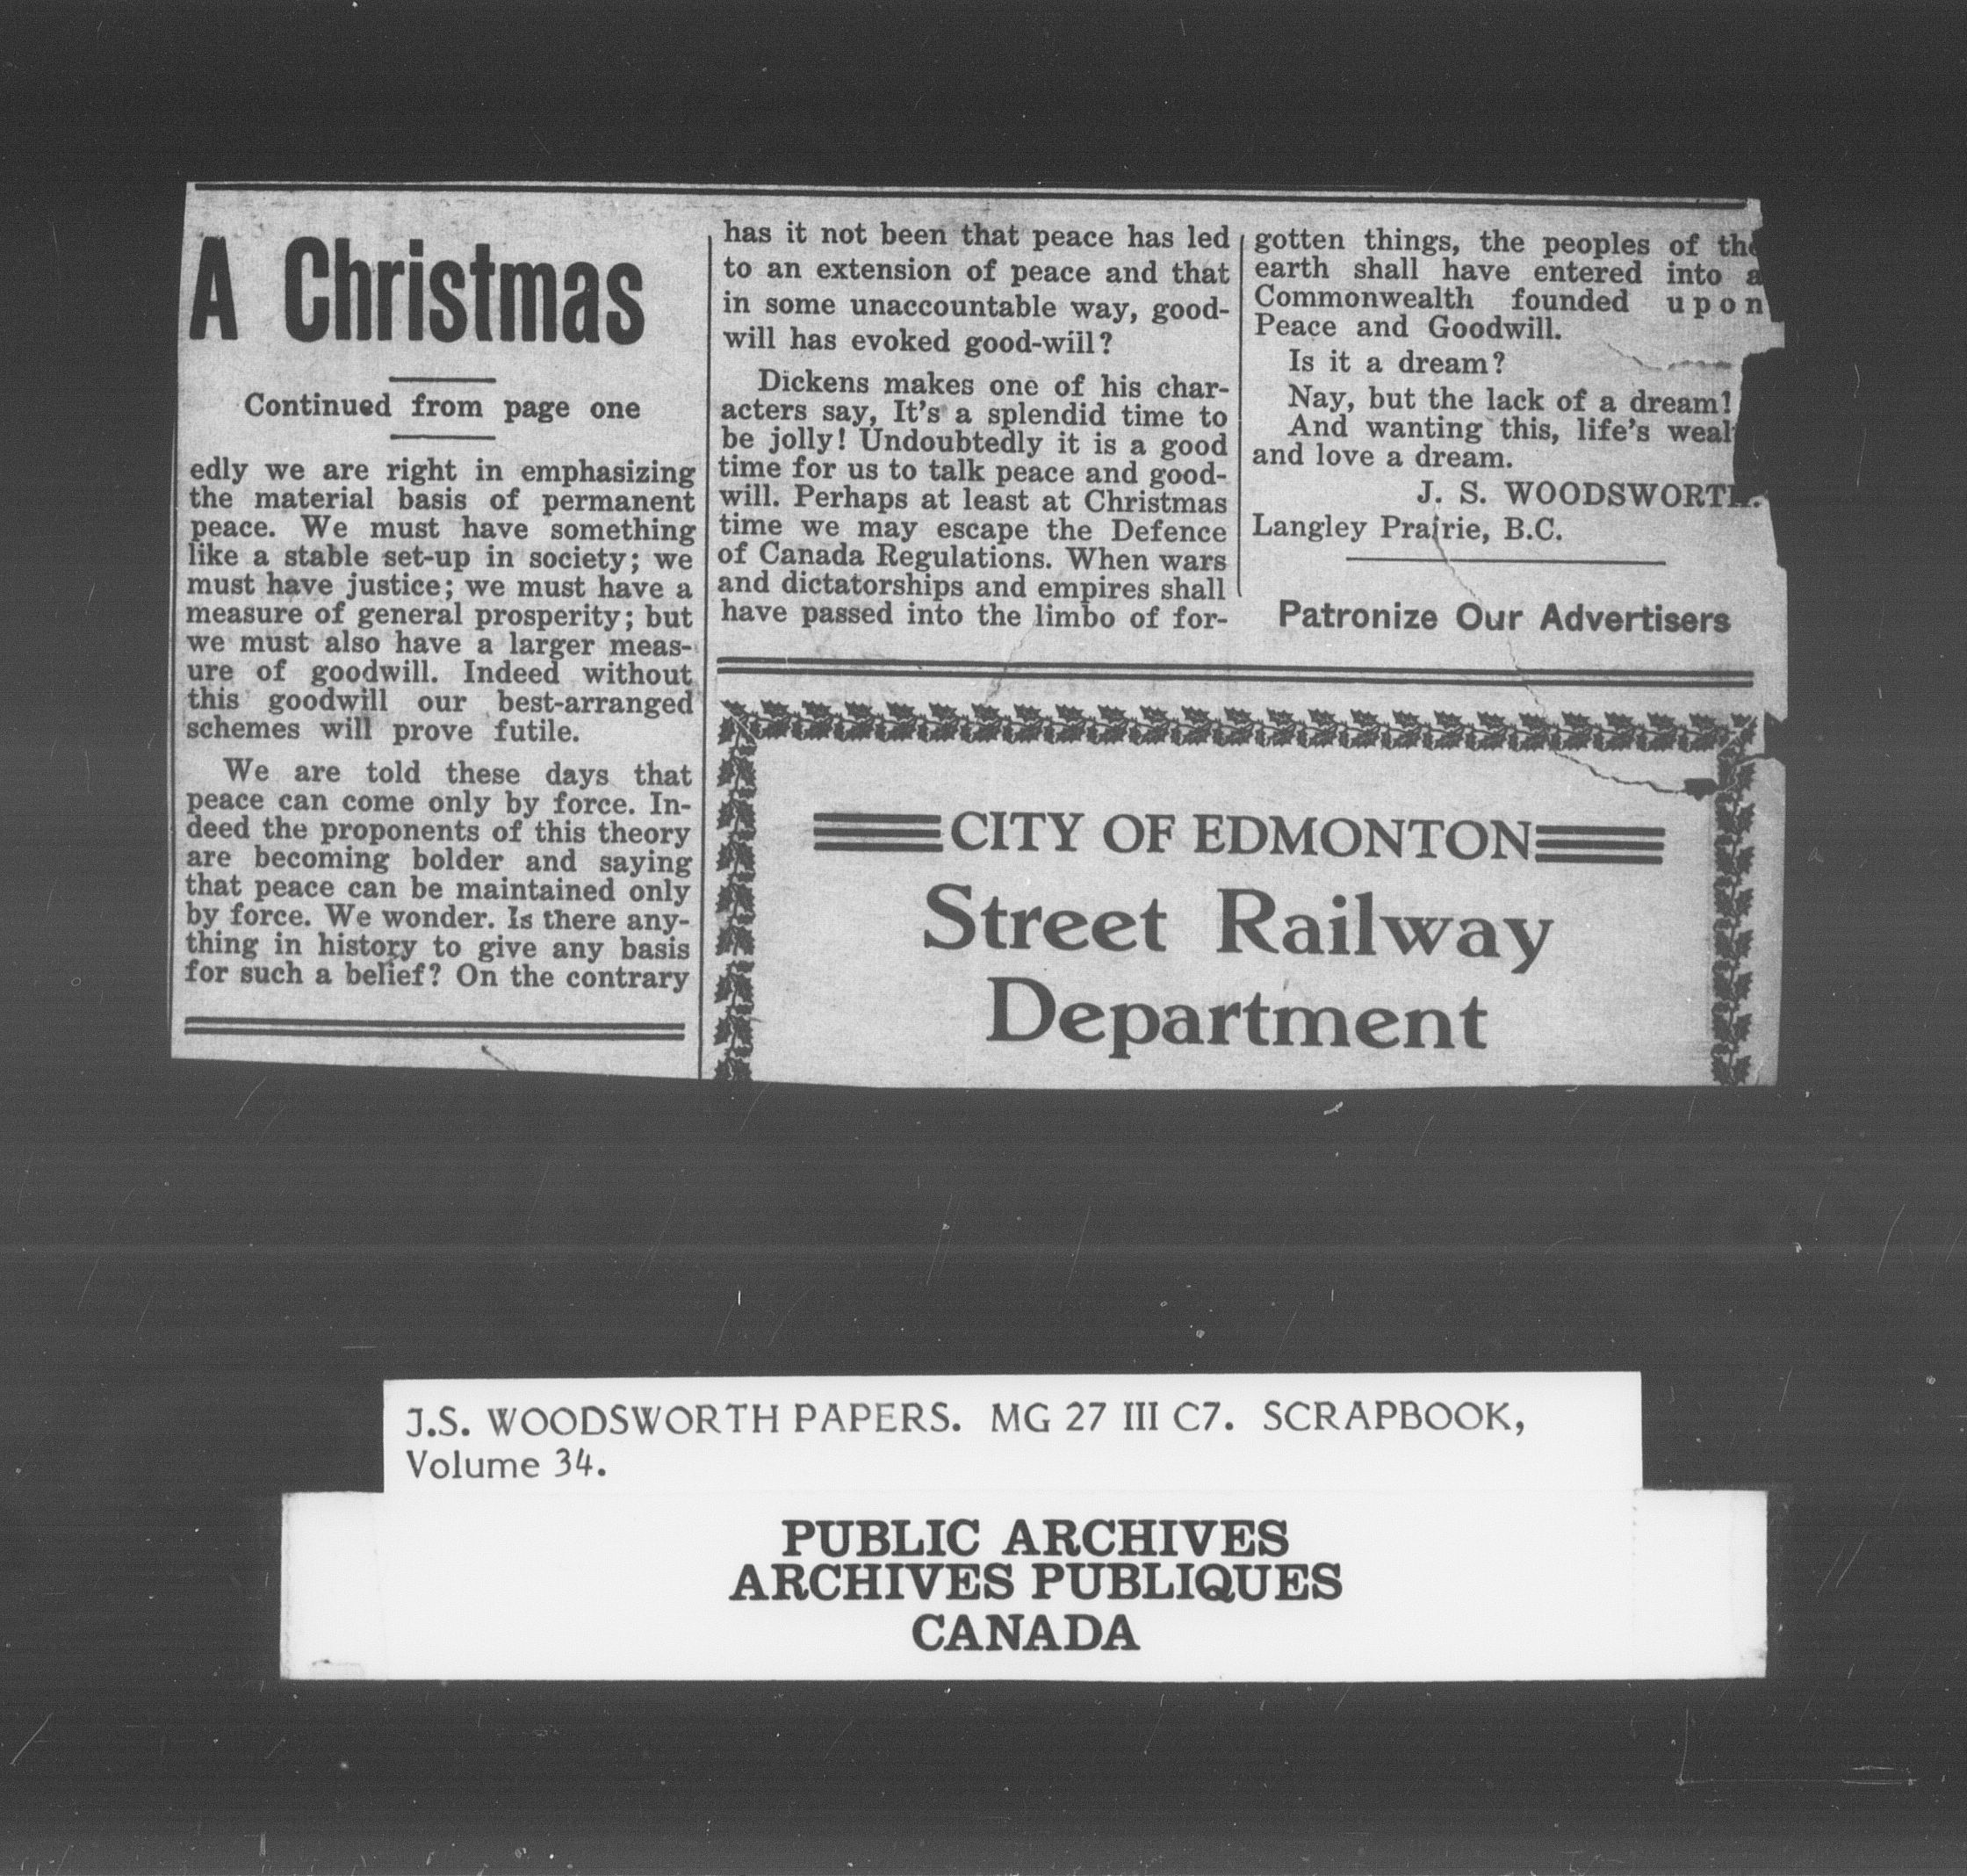 A Christmas
Continued from page one
edly we are right in emphasizing
the material basis of permanent
peace. We must have something
like a stable set-up in society; we
must have justice; we must have a
measure of general prosperity; but
we must also have a larger meas-
ure of goodwill. Indeed without
this goodwill our best-arranged
schemes will prove futile.
We are told these days that
peace can come only by force. In-
deed the proponents of this theory
are becoming bolder and saying
that peace can be maintained only
by force. We wonder. Is there any-
thing in history to give any basis
for such a belief? On the contrary
has it not been that peace has led
to an extension of peace and that
in some unaccountable way, good-
will has evoked good-will?
Dickens makes one of his char-
acters say, It's a splendid time to
be jolly! Undoubtedly it is a good
time for us to talk peace and good-
will. Perhaps at least at Christmas
time we may escape the Defence
of Canada Regulations. When wars
and dictatorships and empires shall
have passed into the limbo of for-
gotten things, the peoples of the
earth shall have entered into a
Commonwealth founded upon
Peace and Goodwill.
Is it a dream?
Nay, but the lack of a dream!
And wanting this, life's weal
and love a dream.
J. S. WOODSWORTH.
Langley Prairie, B.C.
Patronize Our Advertisers
CITY OF EDMONTON
Street Railway
Department
J.S. WOODSWORTH PAPERS. MG 27 III C7. SCRAPBOOK,
Volume 34.
PUBLIC ARCHIVES
ARCHIVES PUBLIQUES
CANADA